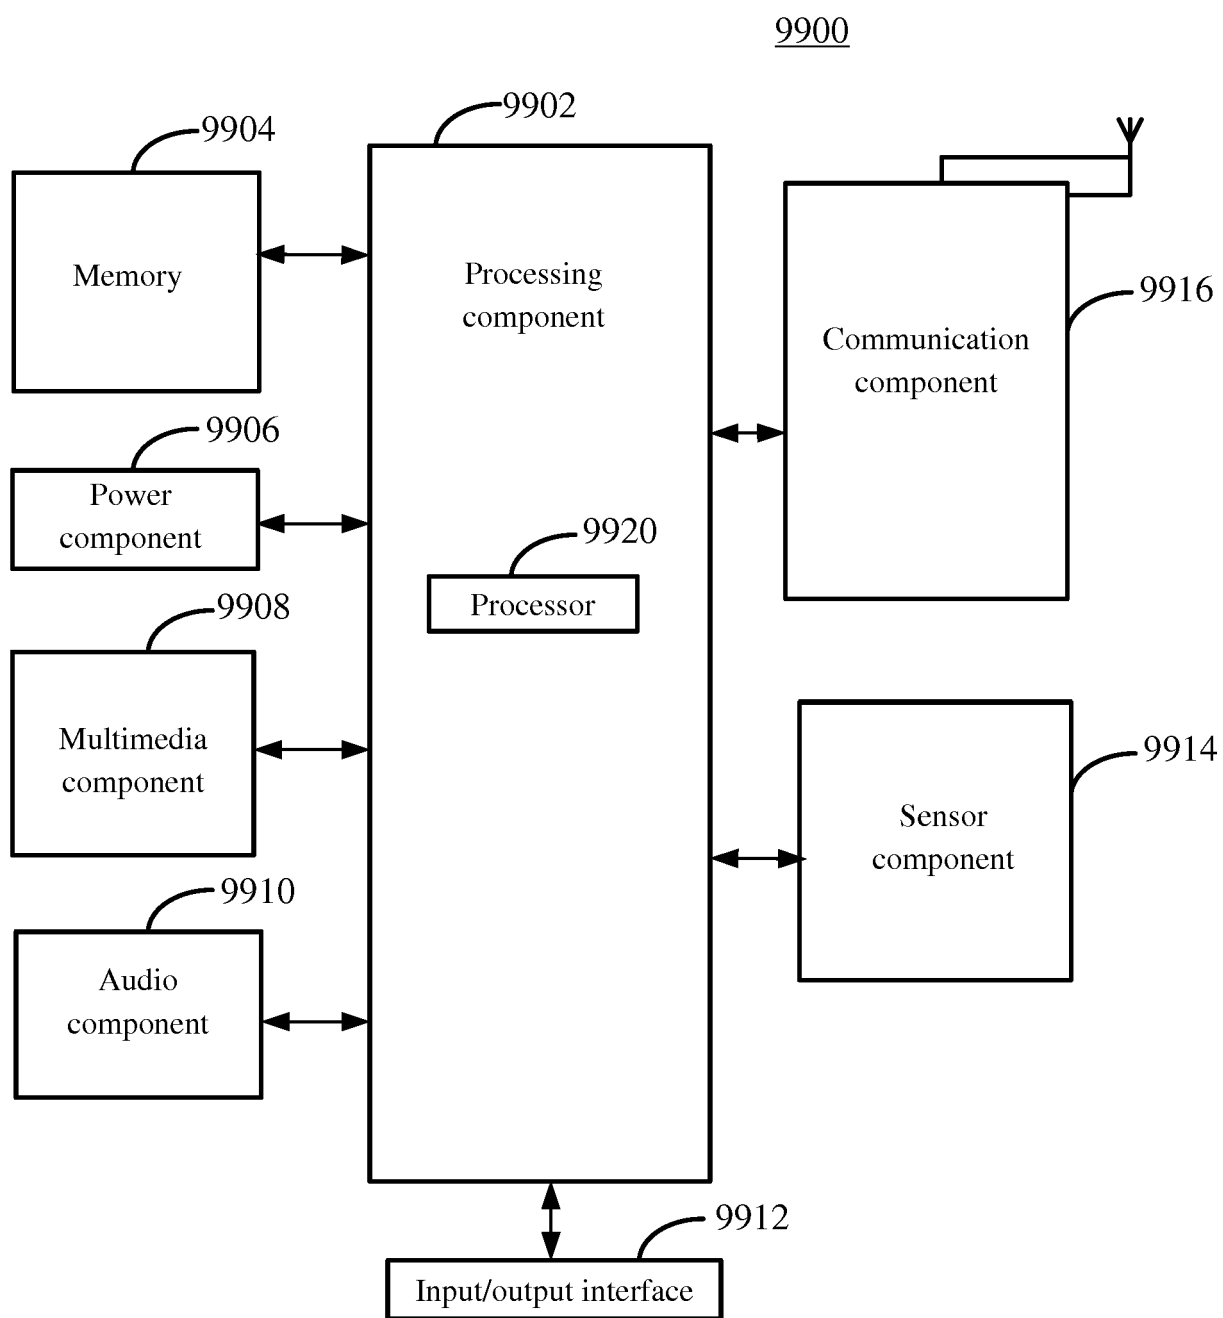 9900
9902
9904
Memory
Processing
component
9916
Communication
component
9906
Power
component
9920
Processor
9908
Multimedia
component
9914
Sensor
component
9910
Audio
component
9912
Input/output interface